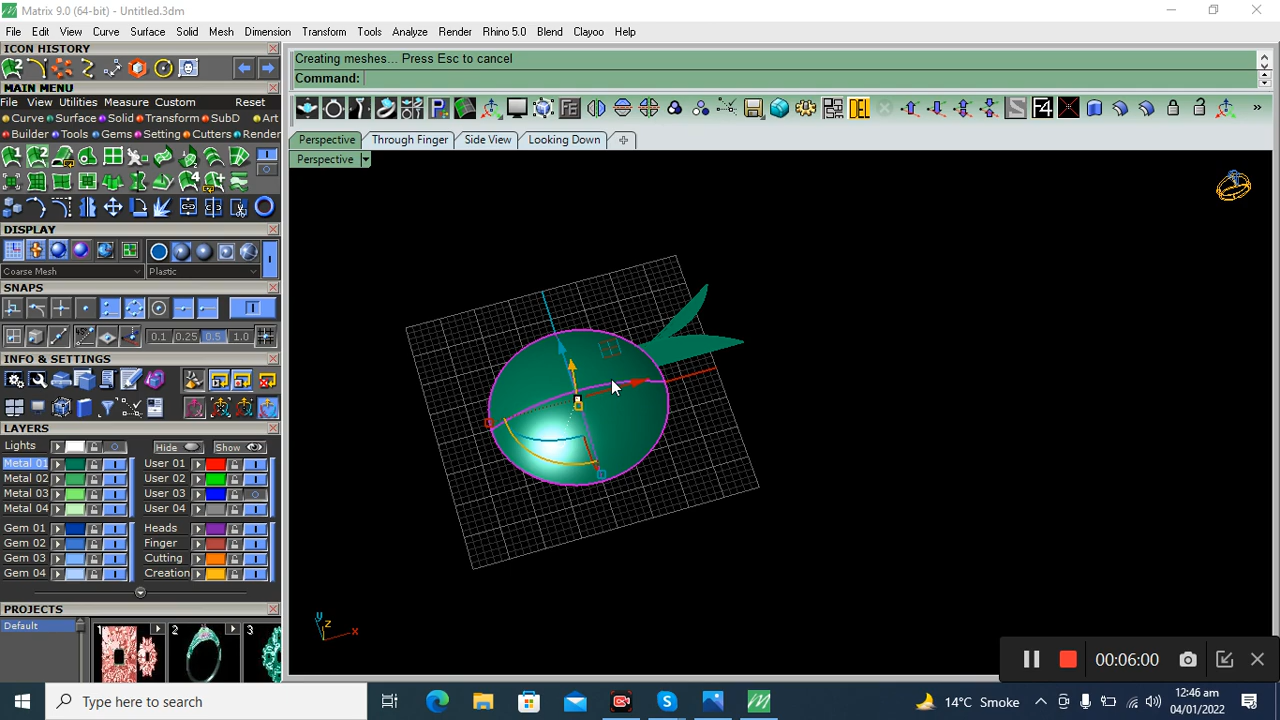 Matrix 9.0 (64-bit) - Untitled.3dm
File Edit View Curve Surface Solid Mesh Dimension Transform Tools Analyze Render Rhino 5.0 Blend Clayoo Help
ICON HISTORY
Creating meshes... Press Esc to cancel
Command:
MAIN MENU
File View Utilities Measure Custom Reset
Curve Surface Solid Transform SubD Art
Builder Tools Gems Setting Cutters Render
F4 DEL
Perspective Through Finger Side View Looking Down
Perspective
DISPLAY
Coarse Mesh Plastic
SNAPS
0.1 0.25 0.5 1.0
INFO & SETTINGS
LAYERS
Lights Hide Show
Metal 01 User 01
Metal 02 User 02
Metal 03 User 03
Metal 04 User 04
Gem 01 Heads
Gem 02 Finger
Gem 03 Cutting
Gem 04 Creation
PROJECTS
Default
1 2 3
y z x
00:06:00
Type here to search
14°C Smoke
12:46 am
04/01/2022